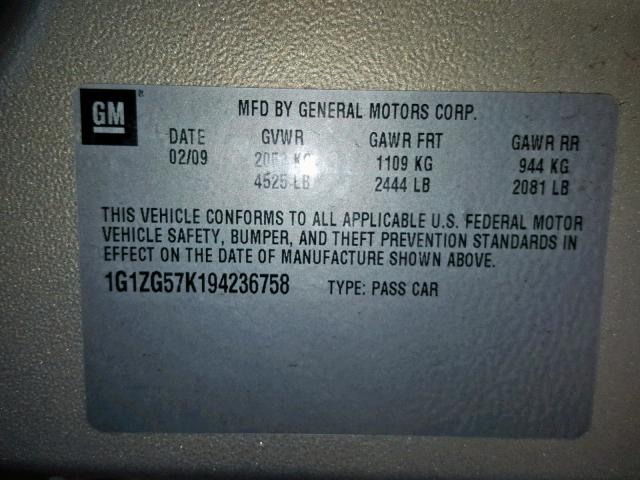 GM ®
MFD BY GENERAL MOTORS CORP.
DATE GVWR GAWR FRT GAWR RR
02/09 KG 1109 KG 944 KG
4525 LB 2444 LB 2081 LB
THIS VEHICLE CONFORMS TO ALL APPLICABLE U.S. FEDERAL MOTOR
VEHICLE SAFETY, BUMPER, AND THEFT PREVENTION STANDARDS IN
EFFECT ON THE DATE OF MANUFACTURE SHOWN ABOVE.
1G1ZG57K194236758 TYPE: PASS CAR